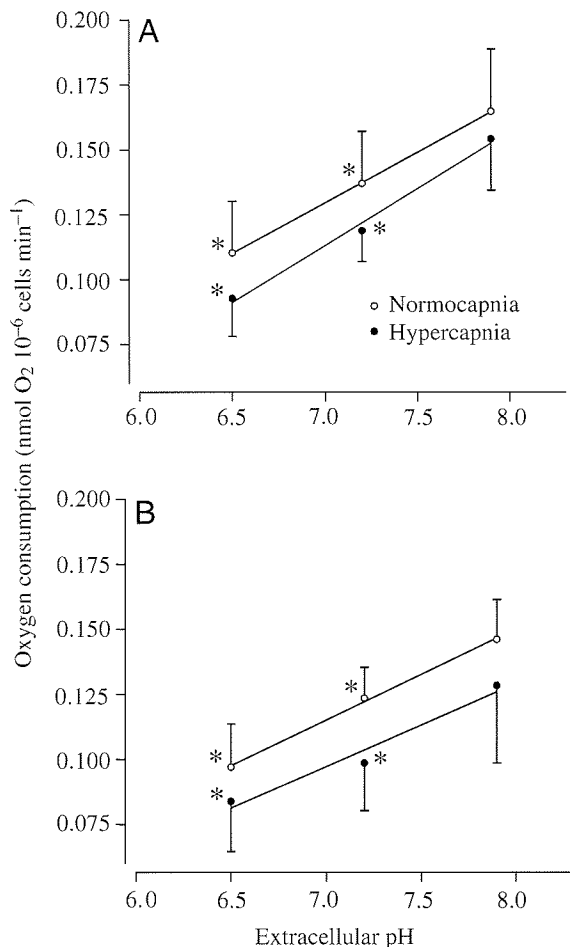 A
0.200
0.175
0.150
0.125
0.100
0.075
*
*
*
*
Normocapnia
Hypercapnia
6.0 6.5 7.0 7.5 8.0
Oxygen consumption (nmol O₂ 10⁻⁶ cells min⁻¹)
B
0.200
0.175
0.150
0.125
0.100
0.075
*
*
*
*
6.0 6.5 7.0 7.5 8.0
Extracellular pH